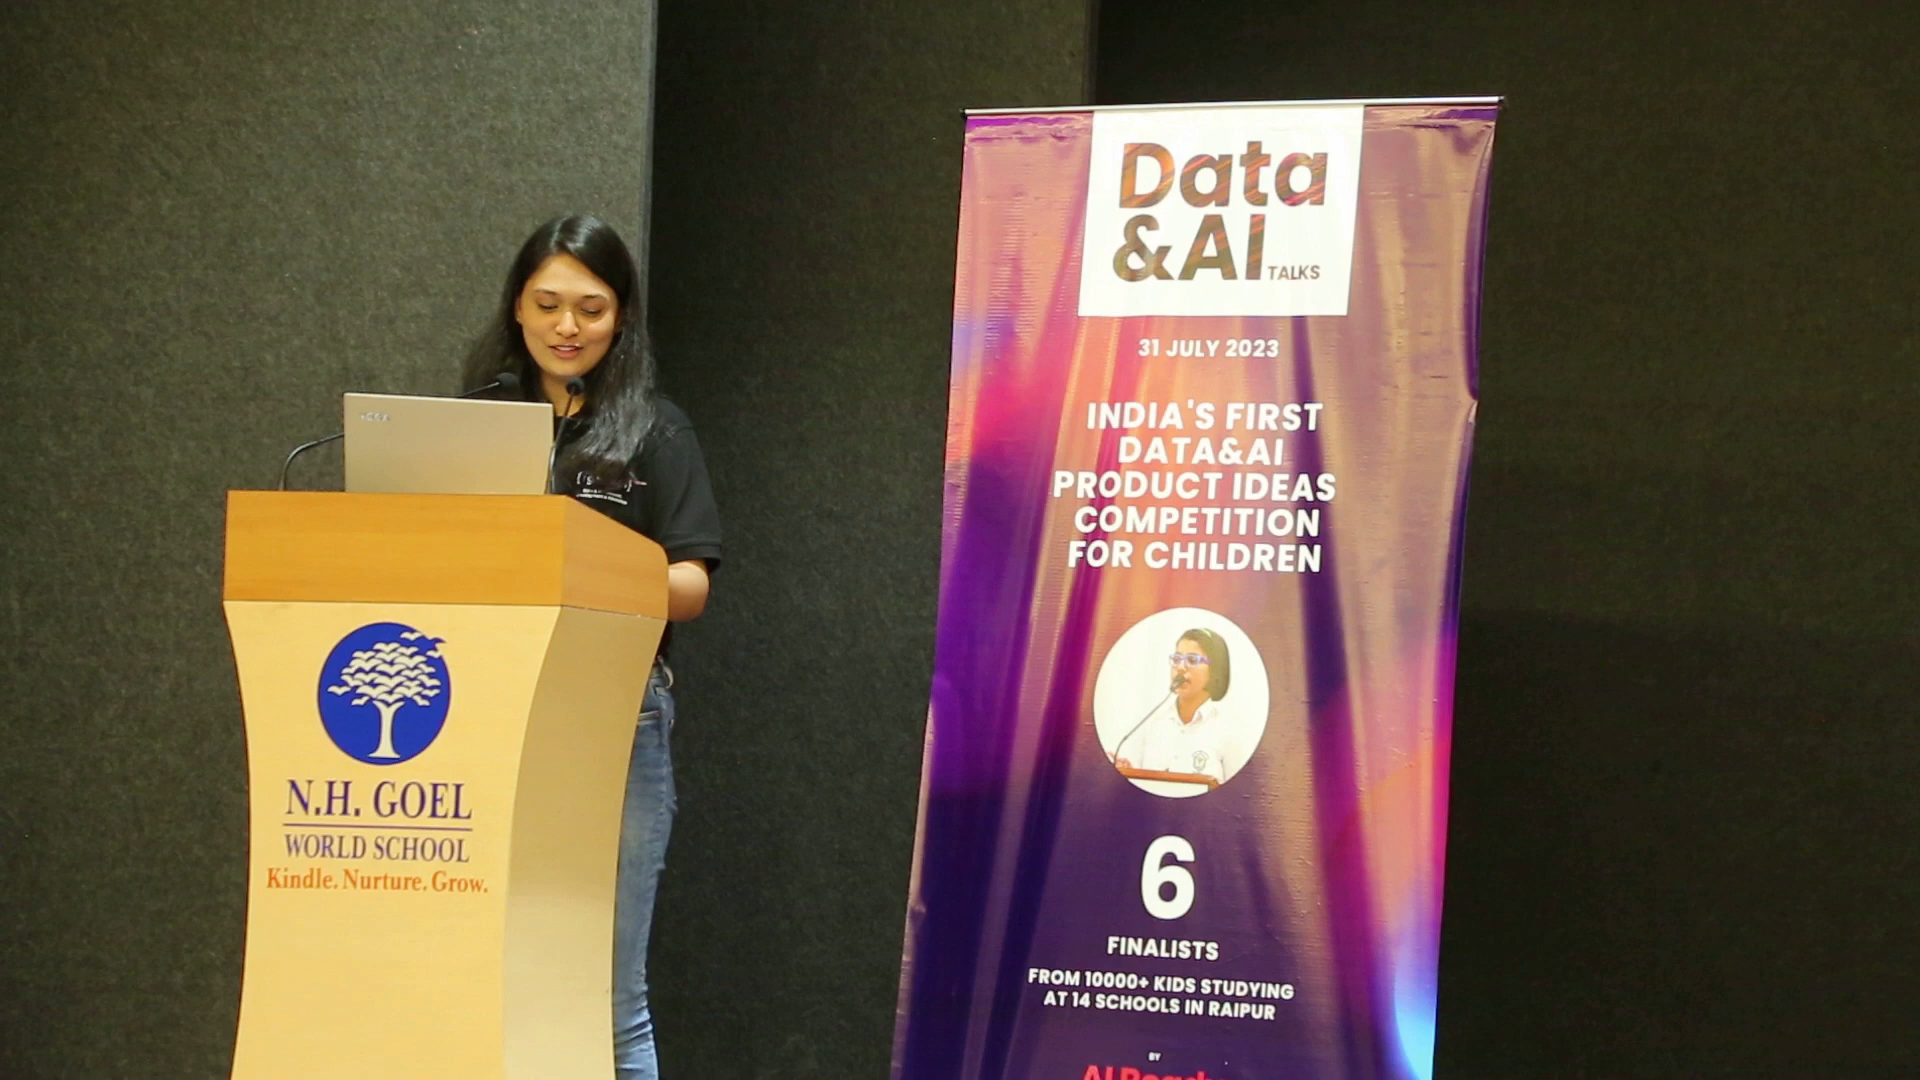 N.H. GOEL
WORLD SCHOOL
Kindle. Nurture. Grow.
Data
&AI TALKS
31 JULY 2023
INDIA'S FIRST
DATA&AI
PRODUCT IDEAS
COMPETITION
FOR CHILDREN
6
FINALISTS
FROM 10000+ KIDS STUDYING
AT 14 SCHOOLS IN RAIPUR
BY